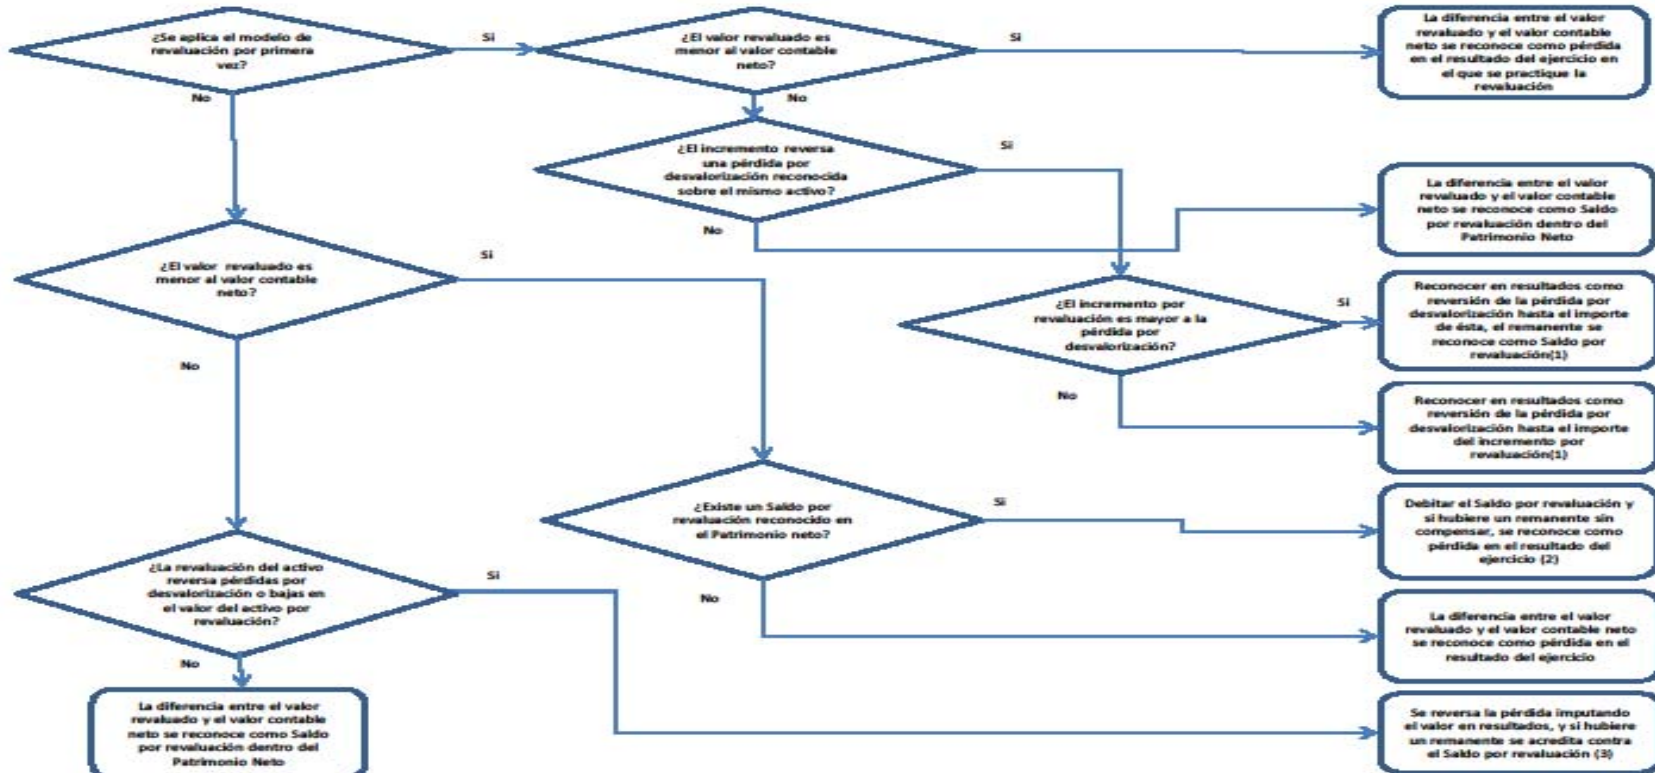 ¿Se aplica el modelo de
revaluación por primera
vez?
Si
¿El valor revaluado es
menor al valor contable
neto?
Si
La diferencia entre el valor
revaluado y el valor contable
neto se reconoce como pérdida
en el resultado del ejercicio en
el que se practique la
revaluación
No
No
¿El incremento reversa
una pérdida por
desvalorización reconocida
sobre el mismo activo?
Si
No
La diferencia entre el valor
revaluado y el valor contable
neto se reconoce como Saldo
por revaluación dentro del
Patrimonio Neto
¿El valor revaluado es
menor al valor contable
neto?
Si
No
¿El incremento por
revaluación es mayor a la
pérdida por
desvalorización?
Si
Reconocer en resultados como
reversión de la pérdida por
desvalorización hasta el importe
de ésta, el remanente se
reconoce como Saldo por
revaluación(1)
No
Reconocer en resultados como
reversión de la pérdida por
desvalorización hasta el importe
del incremento por
revaluación(1)
¿Existe un Saldo por
revaluación reconocido en
el Patrimonio neto?
Si
Debitar el Saldo por revaluación y
si hubiere un remanente sin
compensar, se reconoce como
pérdida en el resultado del
ejercicio (2)
No
La diferencia entre el valor
revaluado y el valor contable neto
se reconoce como pérdida en el
resultado del ejercicio
¿La revaluación del activo
reversa pérdidas por
desvalorización o bajas en
el valor del activo por
revaluación?
Si
No
Se reversa la pérdida imputando
el valor en resultados, y si hubiere
un remanente se acredita contra
el Saldo por revaluación (3)
La diferencia entre el valor
revaluado y el valor contable
neto se reconoce como Saldo
por revaluación dentro del
Patrimonio Neto